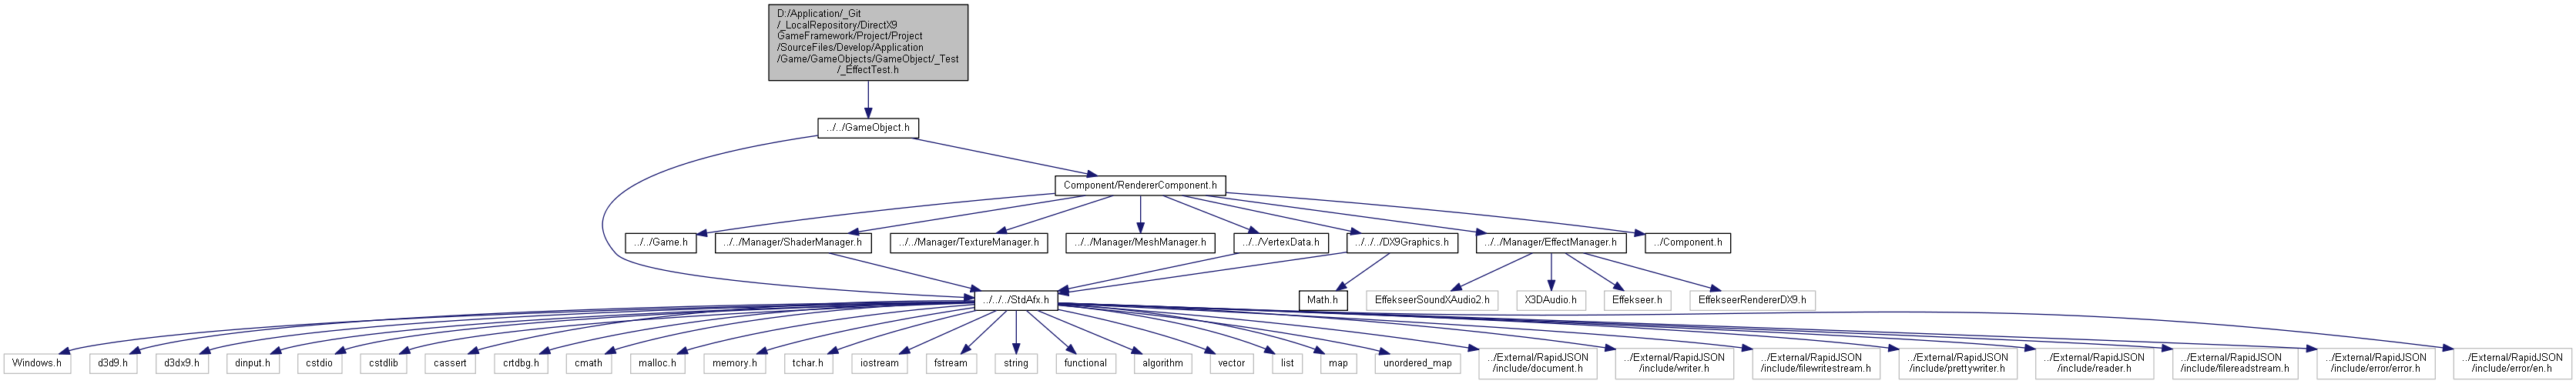 D:/Application/_Git
/_LocalRepository/DirectX9
GameFramework/Project/Project
/SourceFiles/Develop/Application
/Game/GameObjects/GameObject/_Test
/_EffectTest.h
../../GameObject.h
Component/RendererComponent.h
../../Game.h
../../Manager/ShaderManager.h
../../Manager/TextureManager.h
../../Manager/MeshManager.h
../../VertexData.h
../../../DX9Graphics.h
../../Manager/EffectManager.h
../Component.h
../../../StdAfx.h
Math.h
EffekseerSoundXAudio2.h
X3DAudio.h
Effekseer.h
EffekseerRendererDX9.h
Windows.h
d3d9.h
d3dx9.h
dinput.h
cstdio
cstdlib
cassert
crtdbg.h
cmath
malloc.h
memory.h
tchar.h
iostream
fstream
string
functional
algorithm
vector
list
map
unordered_map
../External/RapidJSON
/include/document.h
../External/RapidJSON
/include/writer.h
../External/RapidJSON
/include/filewritestream.h
../External/RapidJSON
/include/prettywriter.h
../External/RapidJSON
/include/reader.h
../External/RapidJSON
/include/filereadstream.h
../External/RapidJSON
/include/error/error.h
../External/RapidJSON
/include/error/en.h